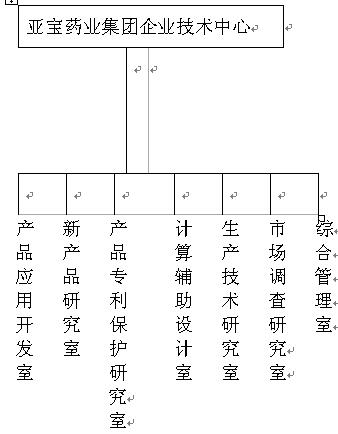 亚宝药业集团企业技术中心
产品应用开发室
新产品研究室
产品专利保护研究室
计算辅助设计室
生产技术研究室
市场调查研究室
综合管理室